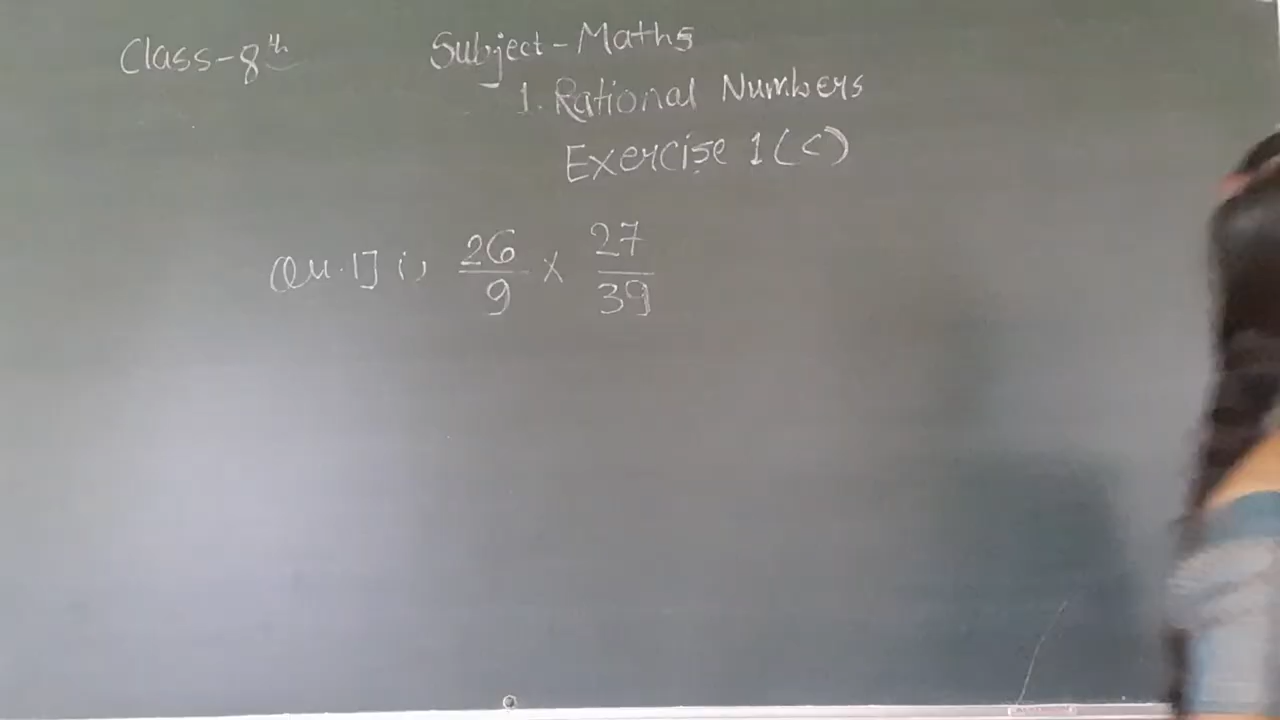 Class-8th
Subject-Maths
1. Rational Numbers
Exercise 1(C)
Qu.1] i) 26/9 × 27/39